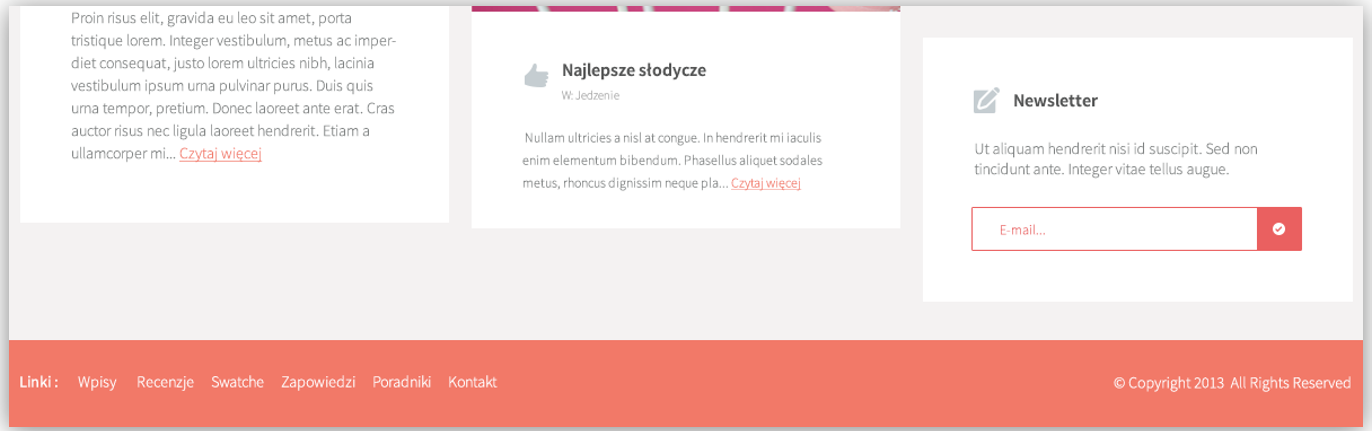 Proin risus elit, gravida eu leo sit amet, porta
tristique lorem. Integer vestibulum, metus ac imper-
diet consequat, justo lorem ultricies nibh, lacinia
vestibulum ipsum urna pulvinar purus. Duis quis
urna tempor, pretium. Donec laoreet ante erat. Cras
auctor risus nec ligula laoreet hendrerit. Etiam a
ullamcorper mi... Czytaj więcej
Najlepsze słodycze
W: Jedzenie
Nullam ultricies a nisl at congue. In hendrerit mi iaculis
enim elementum bibendum. Phasellus aliquet sodales
metus, rhoncus dignissim neque pla... Czytaj więcej
Newsletter
Ut aliquam hendrerit nisi id suscipit. Sed non
tincidunt ante. Integer vitae tellus augue.
E-mail...
Linki : Wpisy Recenzje Swatche Zapowiedzi Poradniki Kontakt
© Copyright 2013 All Rights Reserved